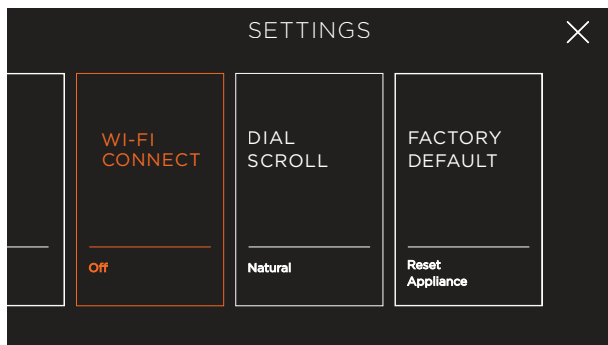 SETTINGS
WI-FI
CONNECT
Off
DIAL
SCROLL
Natural
FACTORY
DEFAULT
Reset
Appliance